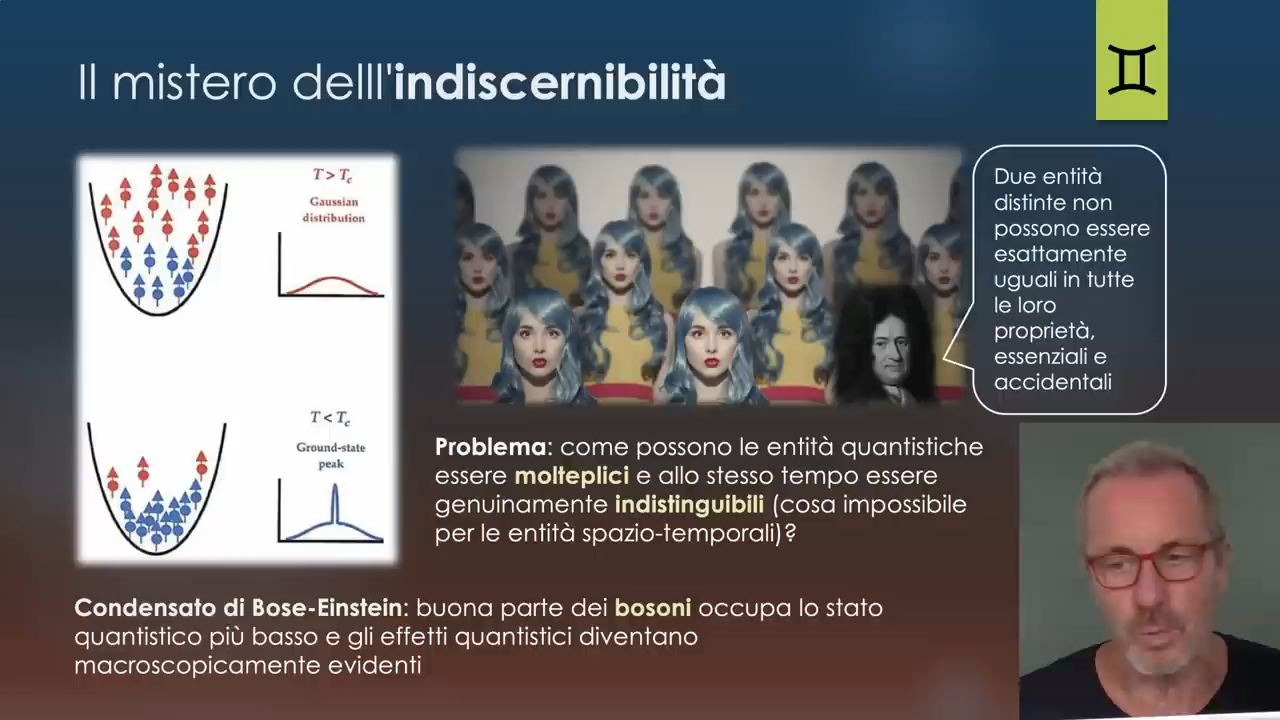 Il mistero delll'indiscernibilità
T > Tc
Gaussian
distribution
T < Tc
Ground-state
peak
Due entità
distinte non
possono essere
esattamente
uguali in tutte
le loro
proprietà,
essenziali e
accidentali
Problema: come possono le entità quantistiche
essere molteplici e allo stesso tempo essere
genuinamente indistinguibili (cosa impossibile
per le entità spazio-temporali)?
Condensato di Bose-Einstein: buona parte dei bosoni occupa lo stato
quantistico più basso e gli effetti quantistici diventano
macroscopicamente evidenti